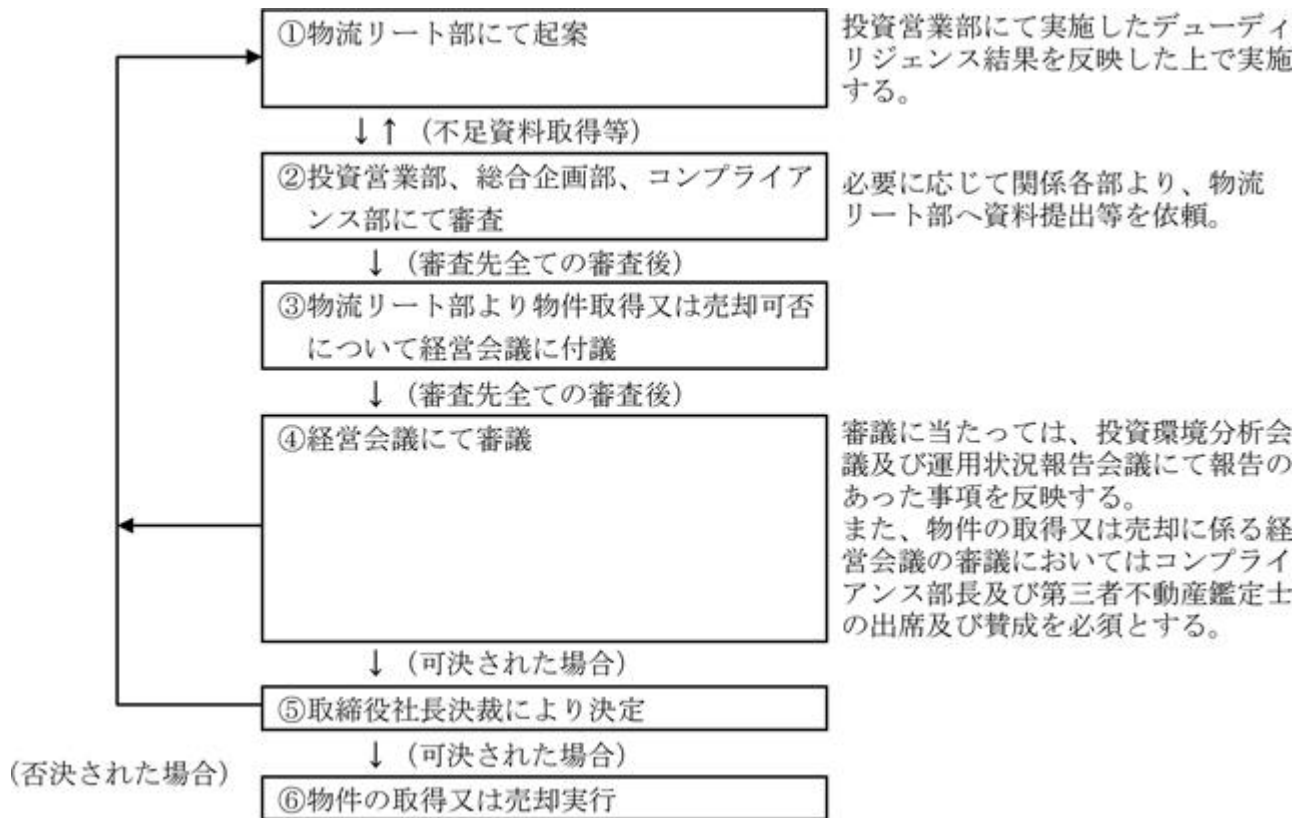 ①物流リート部にて起案
投資営業部にて実施したデューディ
リジェンス結果を反映した上で実施
する。
↓↑（不足資料取得等）
②投資営業部、総合企画部、コンプライア
ンス部にて審査
必要に応じて関係各部より、物流
リート部へ資料提出等を依頼。
↓（審査先全ての審査後）
③物流リート部より物件取得又は売却可否
について経営会議に付議
↓（審査先全ての審査後）
④経営会議にて審議
審議に当たっては、投資環境分析会
議及び運用状況報告会議にて報告の
あった事項を反映する。
また、物件の取得又は売却に係る経
営会議の審議においてはコンプライ
アンス部長及び第三者不動産鑑定士
の出席及び賛成を必須とする。
↓（可決された場合）
⑤取締役社長決裁により決定
↓（可決された場合）
（否決された場合）
⑥物件の取得又は売却実行